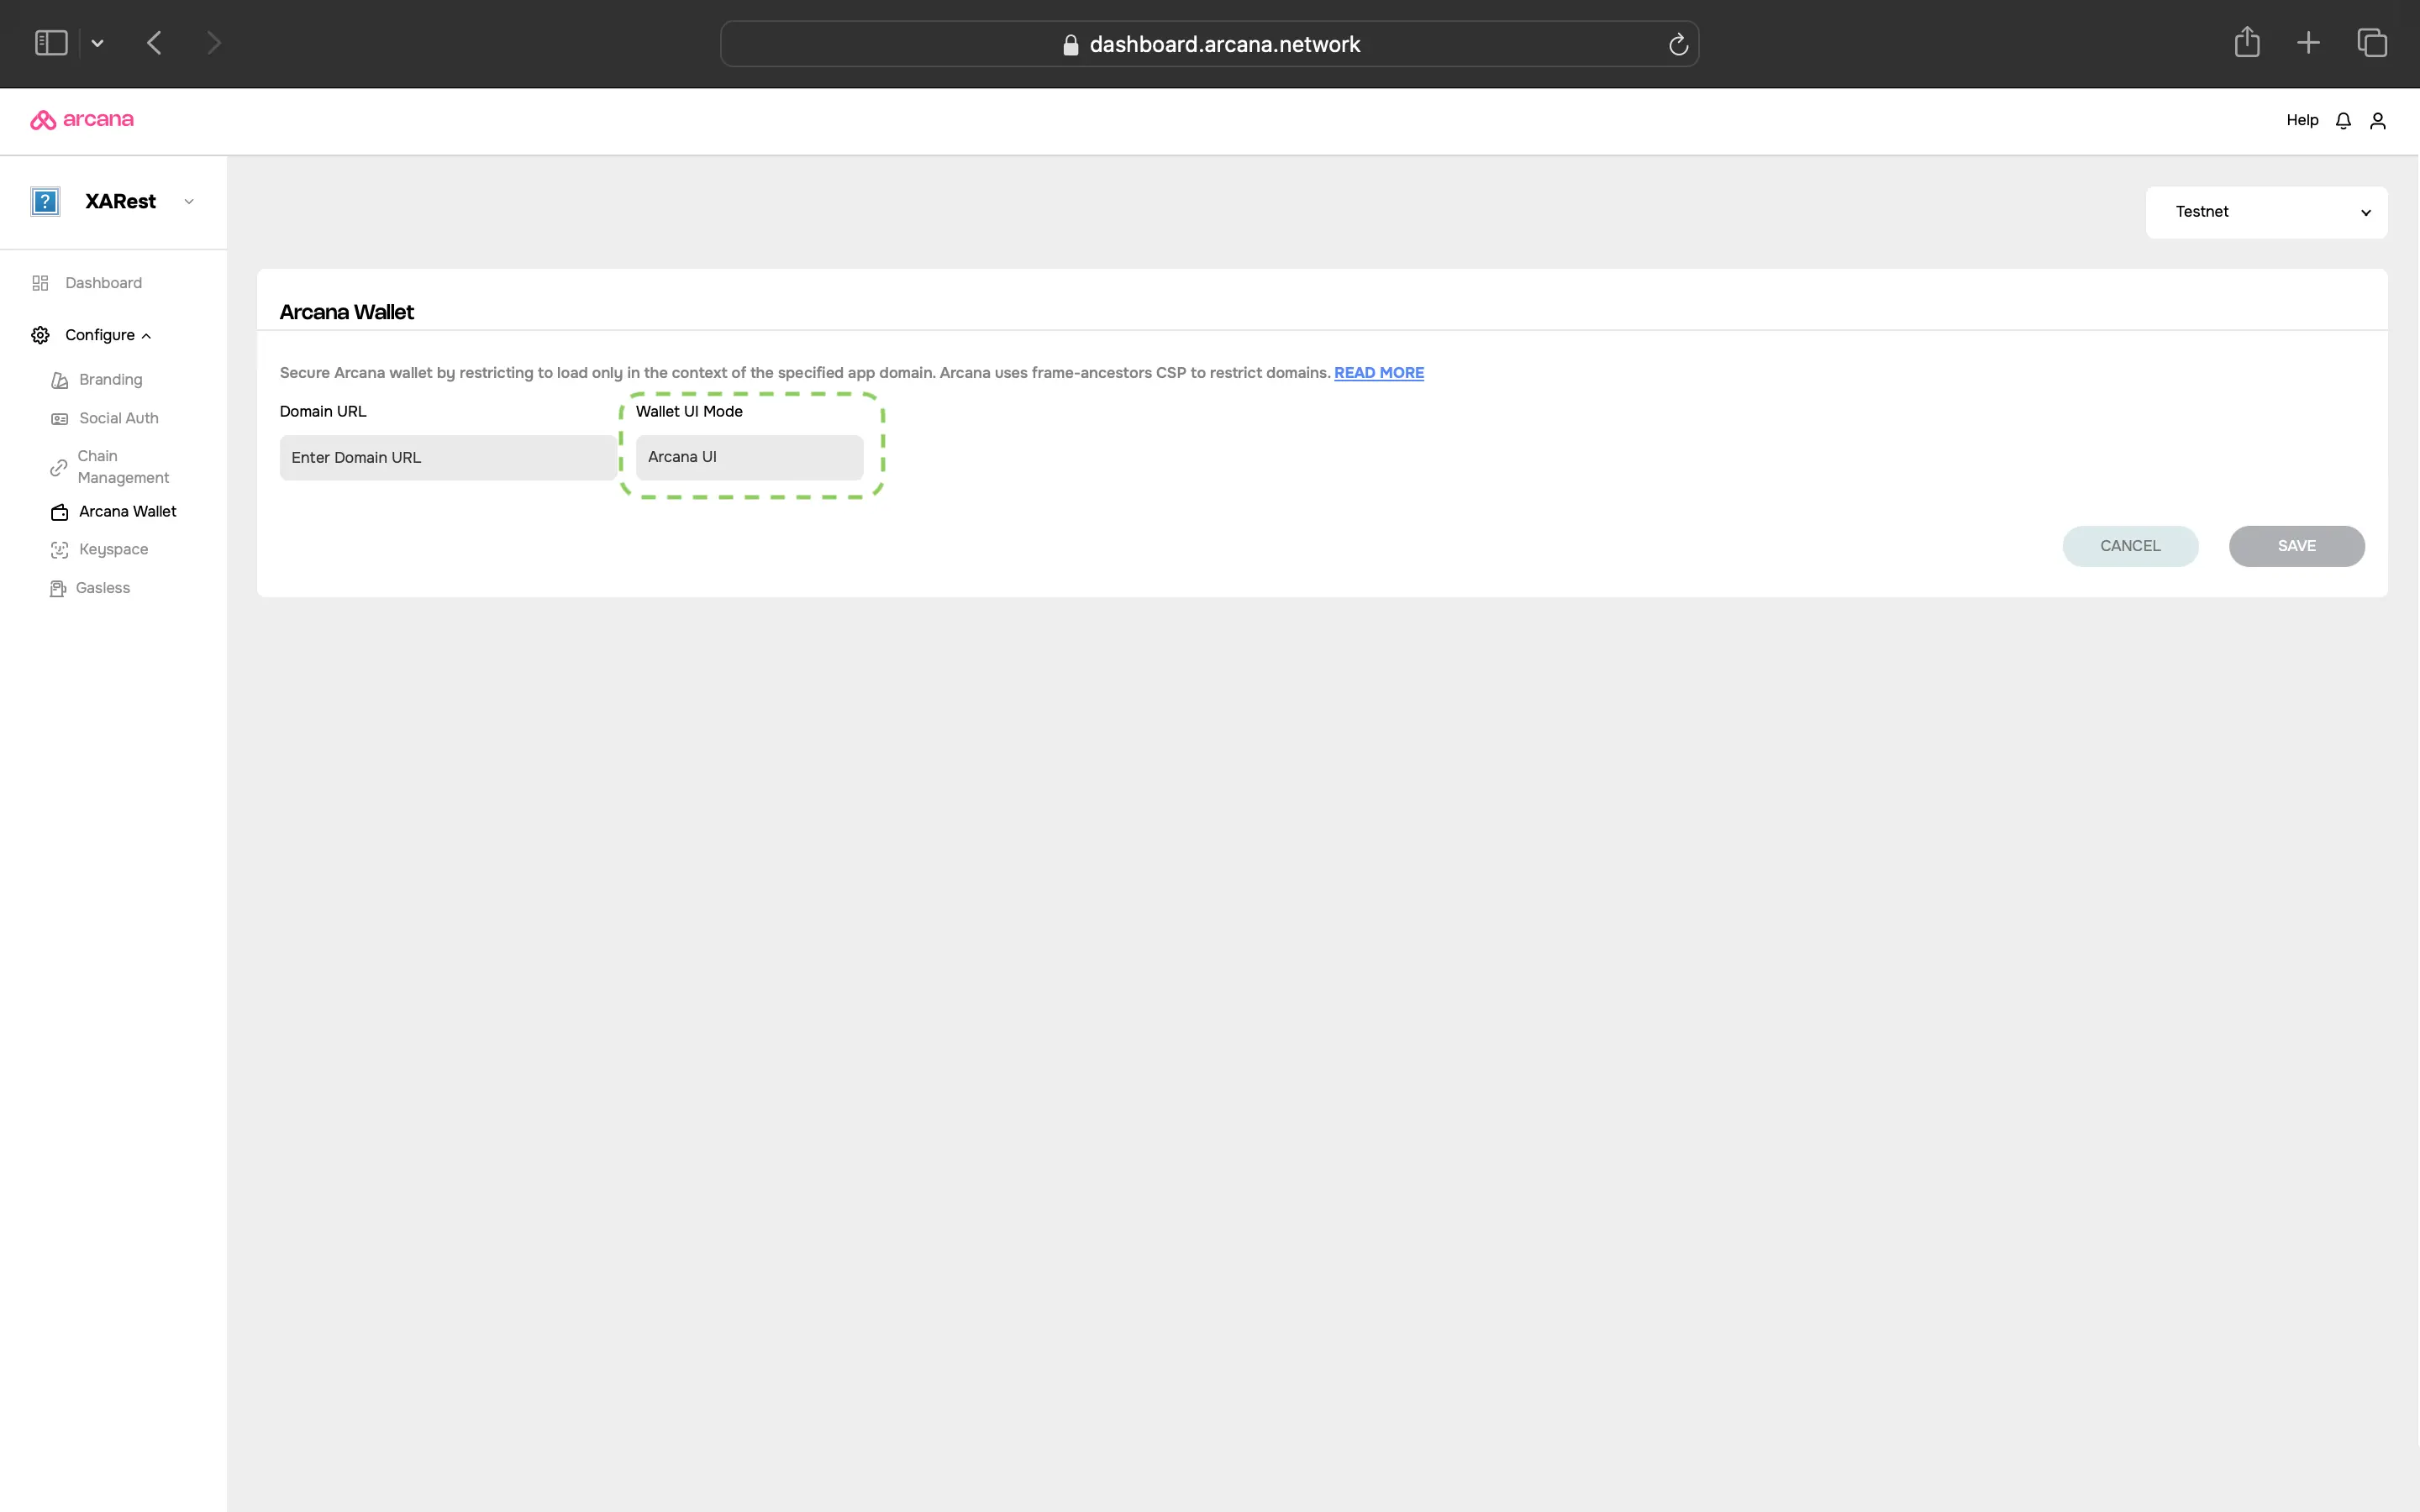 dashboard.arcana.network
arcana
Help
? XARest
Testnet
Dashboard
Configure
Branding
Social Auth
Chain
Management
Arcana Wallet
Keyspace
Gasless
Arcana Wallet
Secure Arcana wallet by restricting to load only in the context of the specified app domain. Arcana uses frame-ancestors CSP to restrict domains. READ MORE
Domain URL
Wallet UI Mode
Enter Domain URL
Arcana UI
CANCEL
SAVE